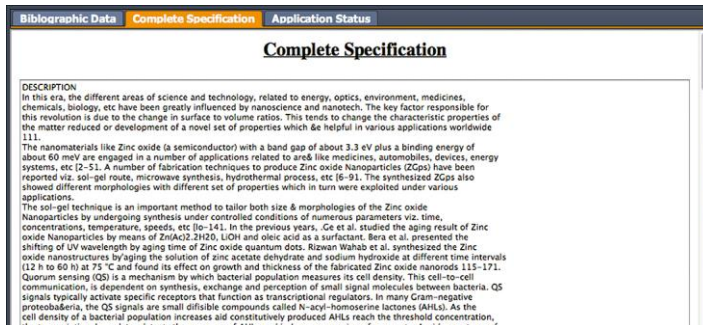 Biblographic Data Complete Specification Application Status
Complete Specification
DESCRIPTION
In this era, the different areas of science and technology, related to energy, optics, environment, medicines,
chemicals, biology, etc have been greatly influenced by nanoscience and nanotech. The key factor responsible for
this revolution is due to the change in surface to volume ratios. This tends to change the characteristic properties of
the matter reduced or development of a novel set of properties which &e helpful in various applications worldwide
111.
The nanomaterials like Zinc oxide (a semiconductor) with a band gap of about 3.3 eV plus a binding energy of
about 60 meV are engaged in a number of applications related to are& like medicines, automobiles, devices, energy
systems, etc [2-51. A number of fabrication techniques to produce Zinc oxide Nanoparticles (ZGps) have been
reported viz. sol-gel route, microwave synthesis, hydrothermal process, etc [6-91. The synthesized ZGps also
showed different morphologies with different set of properties which in turn were exploited under various
applications.
The sol-gel technique is an important method to tailor both size & morphologies of the Zinc oxide
Nanoparticles by undergoing synthesis under controlled conditions of numerous parameters viz. time,
concentrations, temperature, speeds, etc [lo-141. In the previous years, .Ge et al. studied the aging result of Zinc
oxide Nanoparticles by means of Zn(Ac)2.2H20, LiOH and oleic acid as a surfactant. Bera et al. presented the
shifting of UV wavelength by aging time of Zinc oxide quantum dots. Rizwan Wahab et al. synthesized the Zinc
oxide nanostructures by'aging the solution of zinc acetate dehydrate and sodium hydroxide at different time intervals
(12 h to 60 h) at 75 °C and found its effect on growth and thickness of the fabricated Zinc oxide nanorods 115-171.
Quorum sensing (QS) is a mechanism by which bacterial population measures its cell density. This cell-to-cell
communication, is dependent on synthesis, exchange and perception of small signal molecules between bacteria. QS
signals typically activate specific receptors that function as transcriptional regulators. In many Gram-negative
proteoba&eria, the QS signals are small difisible compounds called N-acyl-homoserine lactones (AHLs). As the
cell density of a bacterial population increases aid constitutively produced AHLs reach the threshold concentration,